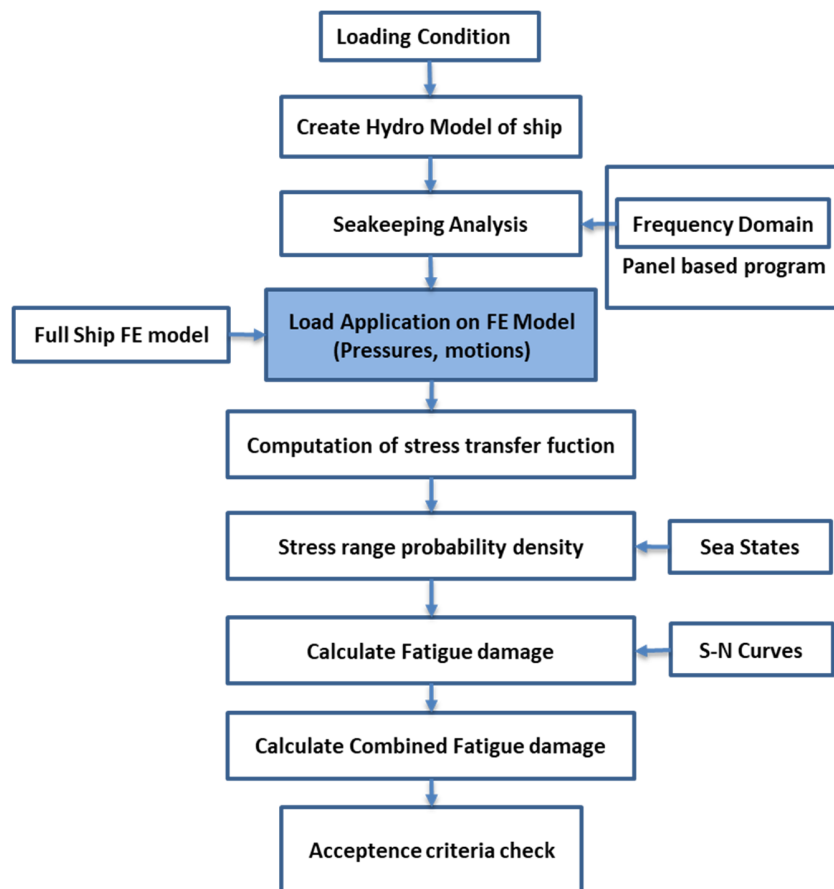 Loading Condition
Create Hydro Model of ship
Seakeeping Analysis
Frequency Domain
Panel based program
Full Ship FE model
Load Application on FE Model
(Pressures, motions)
Computation of stress transfer fuction
Stress range probability density
Sea States
Calculate Fatigue damage
S-N Curves
Calculate Combined Fatigue damage
Acceptence criteria check